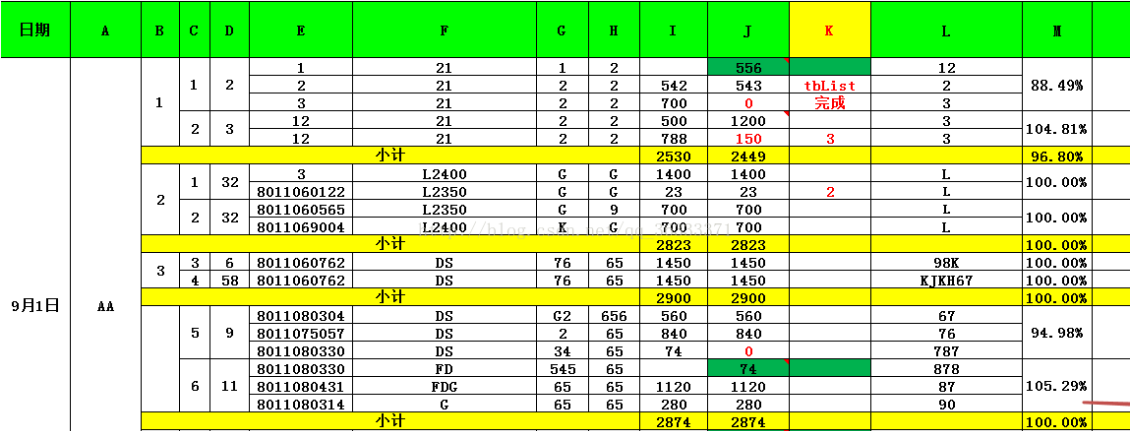 日期 A B C D E F G H I J K L M
1 21 1 2 556 12
1 2 2 21 2 2 542 543 tbList 2 88.49%
1 3 21 2 2 700 0 完成 3
12 21 2 2 500 1200 3
2 3 12 21 2 2 788 150 3 3 104.81%
小计 2530 2449 96.80%
3 L2400 G G 1400 1400 L
1 32 8011060122 L2350 G G 23 23 2 L 100.00%
2 8011060565 L2350 G 9 700 700 L
2 32 8011069004 L2400 K G 700 700 L 100.00%
小计 2823 2823 100.00%
3 3 6 8011060762 DS 76 65 1450 1450 98K 100.00%
4 58 8011060762 DS 76 65 1450 1450 KJKH67 100.00%
小计 2900 2900 100.00%
9月1日 AA
8011080304 DS G2 656 560 560 67
5 9 8011075057 DS 2 65 840 840 76 94.98%
8011080330 DS 34 65 74 0 787
8011080330 FD 545 65 74 878
6 11 8011080431 FDG 65 65 1120 1120 87 105.29%
8011080314 G 65 65 280 280 90
小计 2874 2874 100.00%